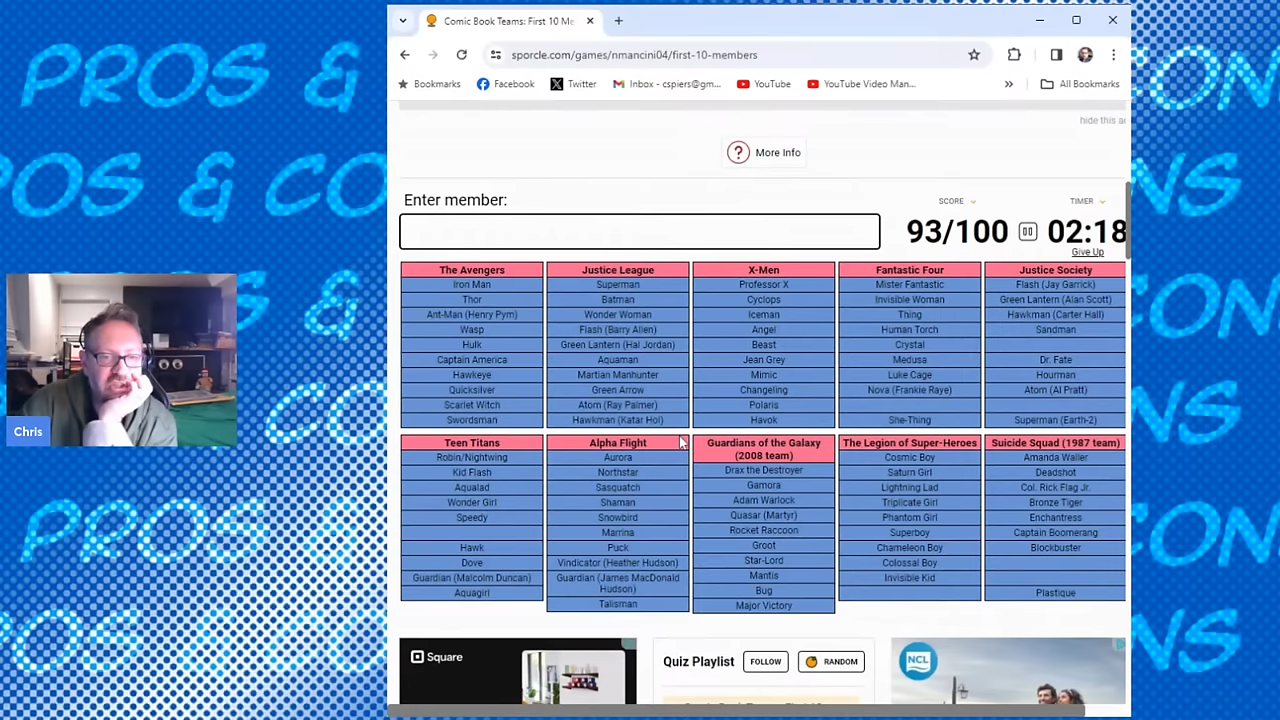 PROS &
PROS & CONS
Comic Book Teams: First 10 Me
sporcle.com/games/nmancini04/first-10-members
Bookmarks
Facebook
Twitter
Inbox - cspiers@gm...
YouTube
YouTube Video Man...
»
All Bookmarks
hide this a
? More Info
Enter member:
SCORE
TIMER
93/100
02:18
Give Up
The Avengers
Iron Man
Thor
Ant-Man (Henry Pym)
Wasp
Hulk
Captain America
Hawkeye
Quicksilver
Scarlet Witch
Swordsman
Justice League
Superman
Batman
Wonder Woman
Flash (Barry Allen)
Green Lantern (Hal Jordan)
Aquaman
Martian Manhunter
Green Arrow
Atom (Ray Palmer)
Hawkman (Katar Hol)
X-Men
Professor X
Cyclops
Iceman
Angel
Beast
Jean Grey
Mimic
Changeling
Polaris
Havok
Fantastic Four
Mister Fantastic
Invisible Woman
Thing
Human Torch
Crystal
Medusa
Luke Cage
Nova (Frankie Raye)
She-Thing
Justice Society
Flash (Jay Garrick)
Green Lantern (Alan Scott)
Hawkman (Carter Hall)
Sandman
Dr. Fate
Hourman
Atom (Al Pratt)
Superman (Earth-2)
Teen Titans
Robin/Nightwing
Kid Flash
Aqualad
Wonder Girl
Speedy
Hawk
Dove
Guardian (Malcolm Duncan)
Aquagirl
Alpha Flight
Aurora
Northstar
Sasquatch
Shaman
Snowbird
Marrina
Puck
Vindicator (Heather Hudson)
Guardian (James MacDonald
Hudson)
Talisman
Guardians of the Galaxy
(2008 team)
Drax the Destroyer
Gamora
Adam Warlock
Quasar (Martyr)
Rocket Raccoon
Groot
Star-Lord
Mantis
Bug
Major Victory
The Legion of Super-Heroes
Cosmic Boy
Saturn Girl
Lightning Lad
Triplicate Girl
Phantom Girl
Superboy
Chameleon Boy
Colossal Boy
Invisible Kid
Suicide Squad (1987 team)
Amanda Waller
Deadshot
Col. Rick Flag Jr.
Bronze Tiger
Enchantress
Captain Boomerang
Blockbuster
Plastique
Chris
Square
Quiz Playlist
FOLLOW
RANDOM
NCL